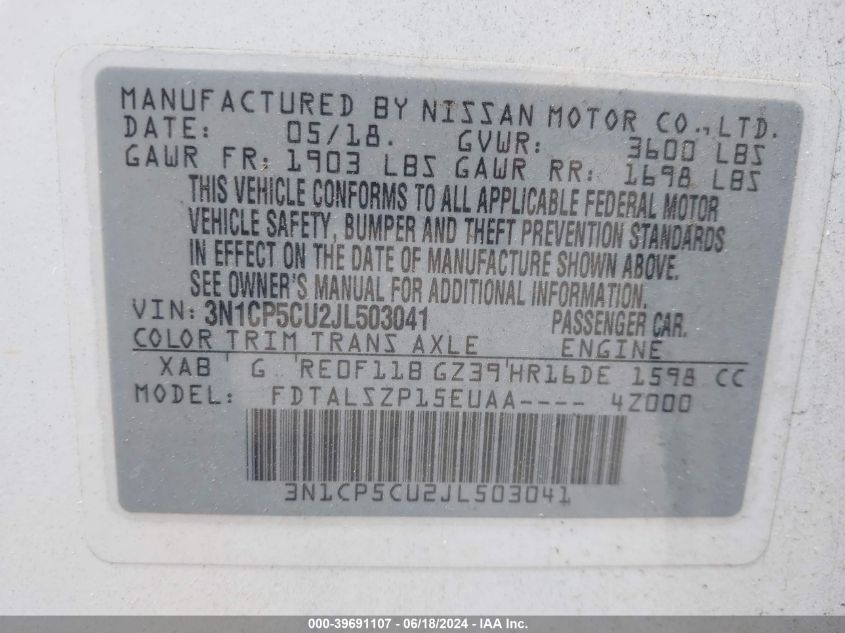 MANUFACTURED BY NISSAN MOTOR CO., LTD.
DATE: 05/18. GVWR: 3600 LBS
GAWR FR: 1903 LBS GAWR RR: 1698 LBS
THIS VEHICLE CONFORMS TO ALL APPLICABLE FEDERAL MOTOR
VEHICLE SAFETY, BUMPER AND THEFT PREVENTION STANDARDS
IN EFFECT ON THE DATE OF MANUFACTURE SHOWN ABOVE.
SEE OWNER'S MANUAL FOR ADDITIONAL INFORMATION.
VIN: 3N1CP5CU2JL503041 PASSENGER CAR.
COLOR TRIM TRANS AXLE ENGINE
XAB ' G 'RE0F11B GZ39'HR16DE 1598 CC
MODEL: FDTALSZP15EUAA---- 4Z000
3N1CP5CU2JL503041
000-39691107 - 06/18/2024 - IAA Inc.